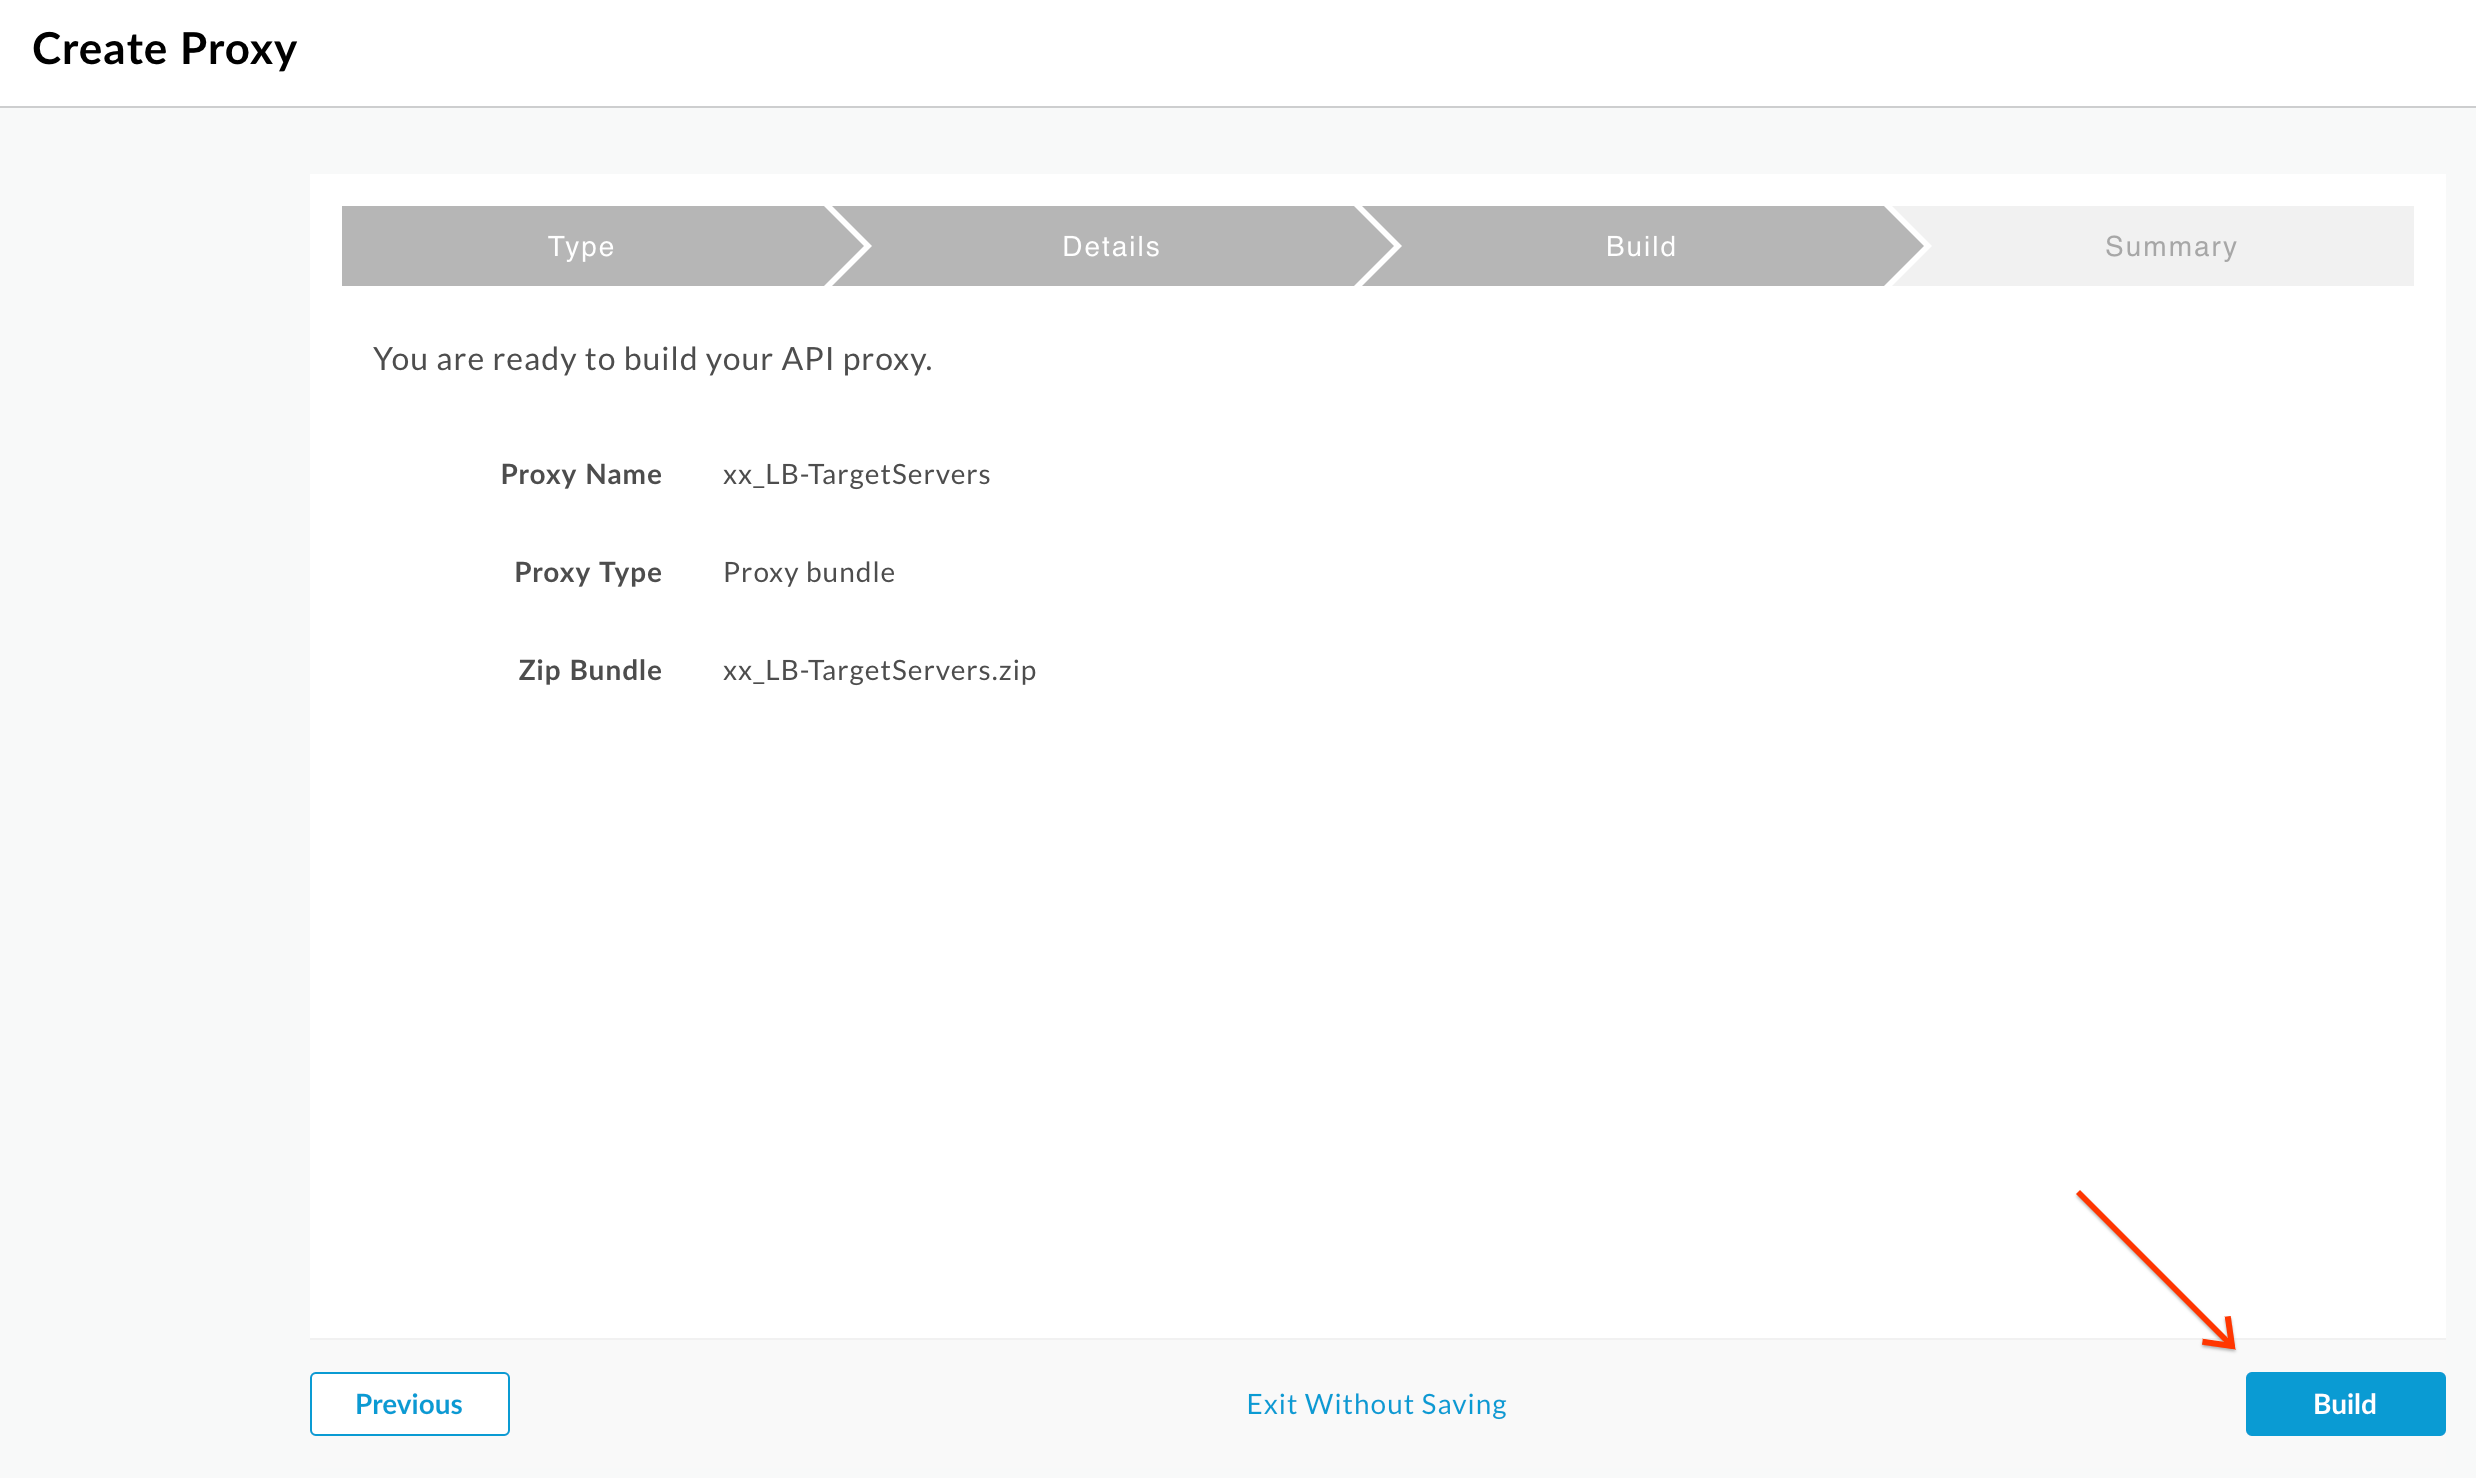 Create Proxy
Type
Details
Build
Summary
You are ready to build your API proxy.
Proxy Name xx_LB-TargetServers
Proxy Type Proxy bundle
Zip Bundle xx_LB-TargetServers.zip
Previous
Exit Without Saving
Build